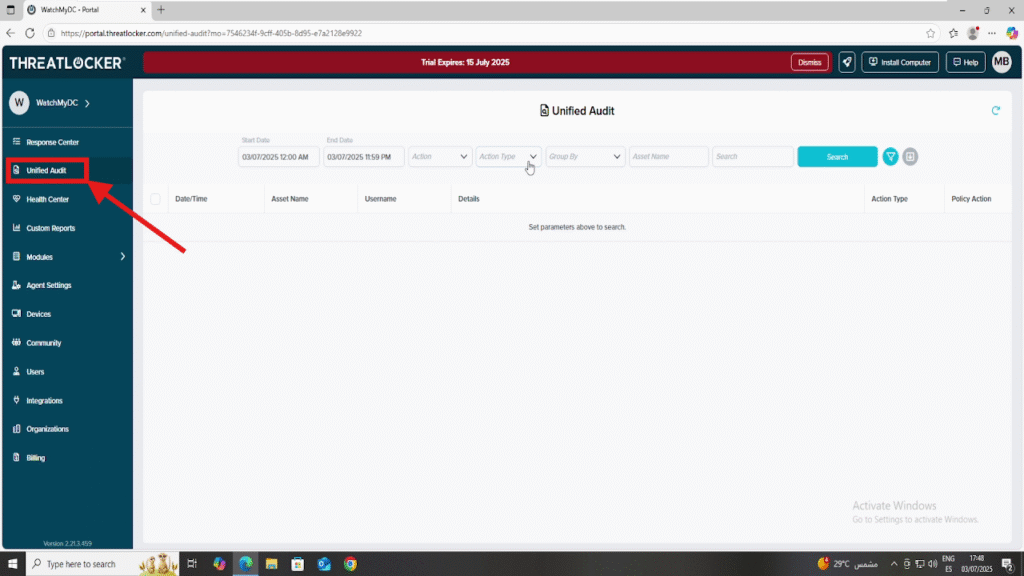 WatchMyDC - Portal
https://portal.threatlocker.com/unified-audit?mo=7546234f-9cff-405b-8d95-e7a2128e9922
THREATLOCKER
Trial Expires: 15 July 2025
Dismiss
Install Computer
Help
MB
W
WatchMyDC
Unified Audit
Response Center
Unified Audit
Health Center
Custom Reports
Modules
Agent Settings
Devices
Community
Users
Integrations
Organizations
Billing
Version 2.21.3.459
Start Date
End Date
03/07/2025 12:00 AM
03/07/2025 11:59 PM
Action
Action Type
Group By
Asset Name
Search
Search
Date/Time
Asset Name
Username
Details
Action Type
Policy Action
Set parameters above to search.
Activate Windows
Go to Settings to activate Windows.
Type here to search
29°C
مشمس
ENG
ES
17:48
03/07/2025
2